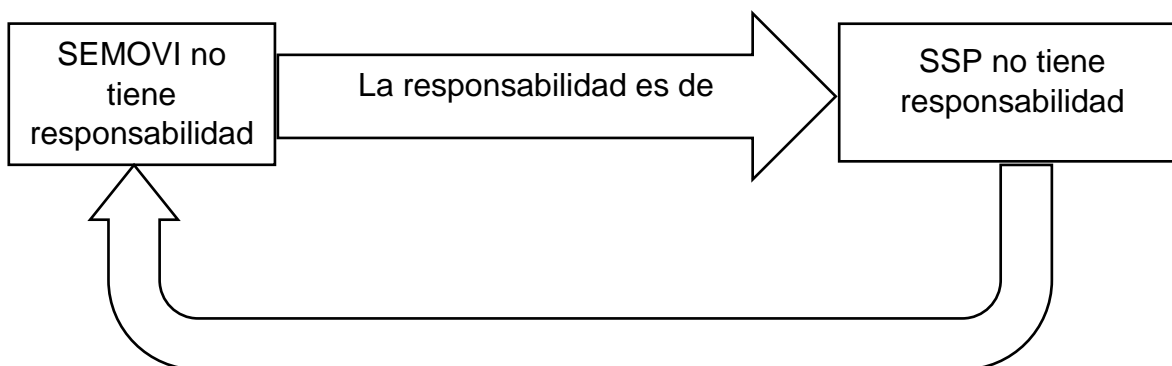 SEMOVI no
tiene
responsabilidad
La responsabilidad es de
SSP no tiene
responsabilidad